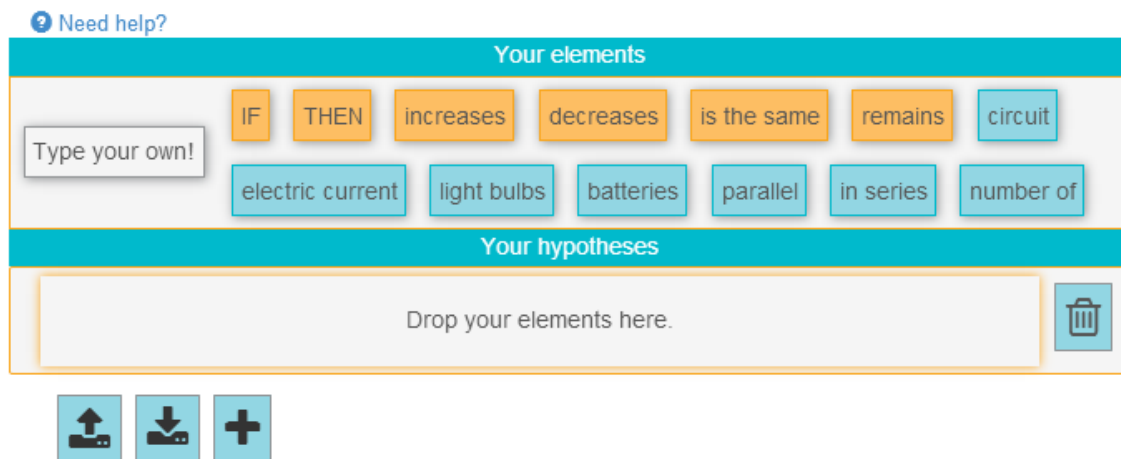 Need help?
Your elements
Type your own!
IF THEN increases decreases is the same remains circuit
electric current light bulbs batteries parallel in series number of
Your hypotheses
Drop your elements here.